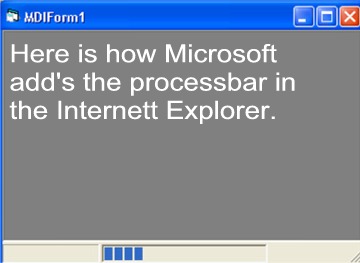 MDIForm1
Here is how Microsoft
add's the processbar in
the Internett Explorer.